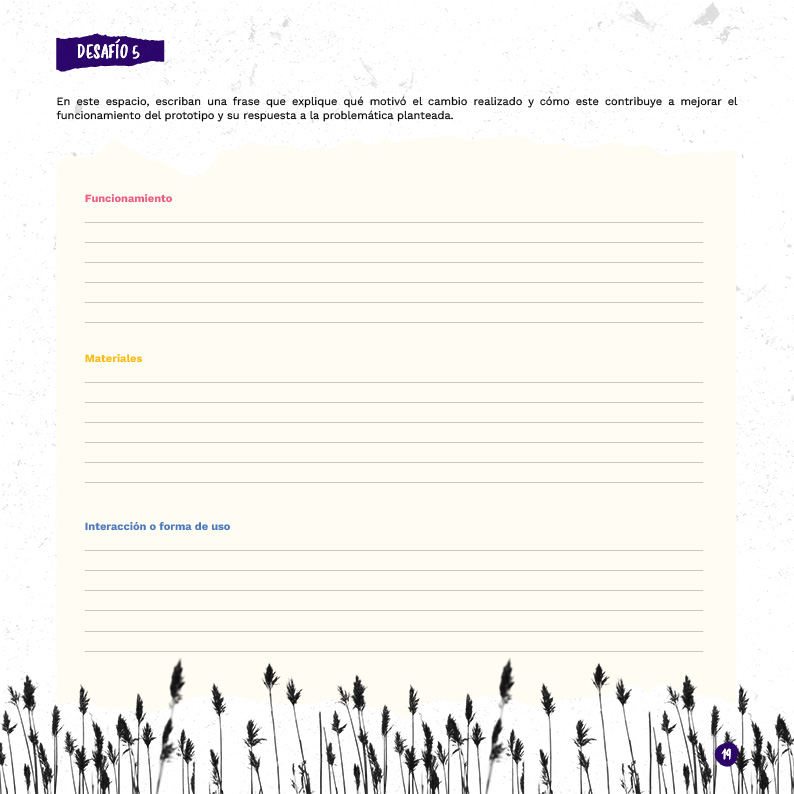 DESAFÍO 5
En este espacio, escriban una frase que explique qué motivó el cambio realizado y cómo este contribuye a mejorar el
funcionamiento del prototipo y su respuesta a la problemática planteada.
Funcionamiento
Materiales
Interacción o forma de uso
19